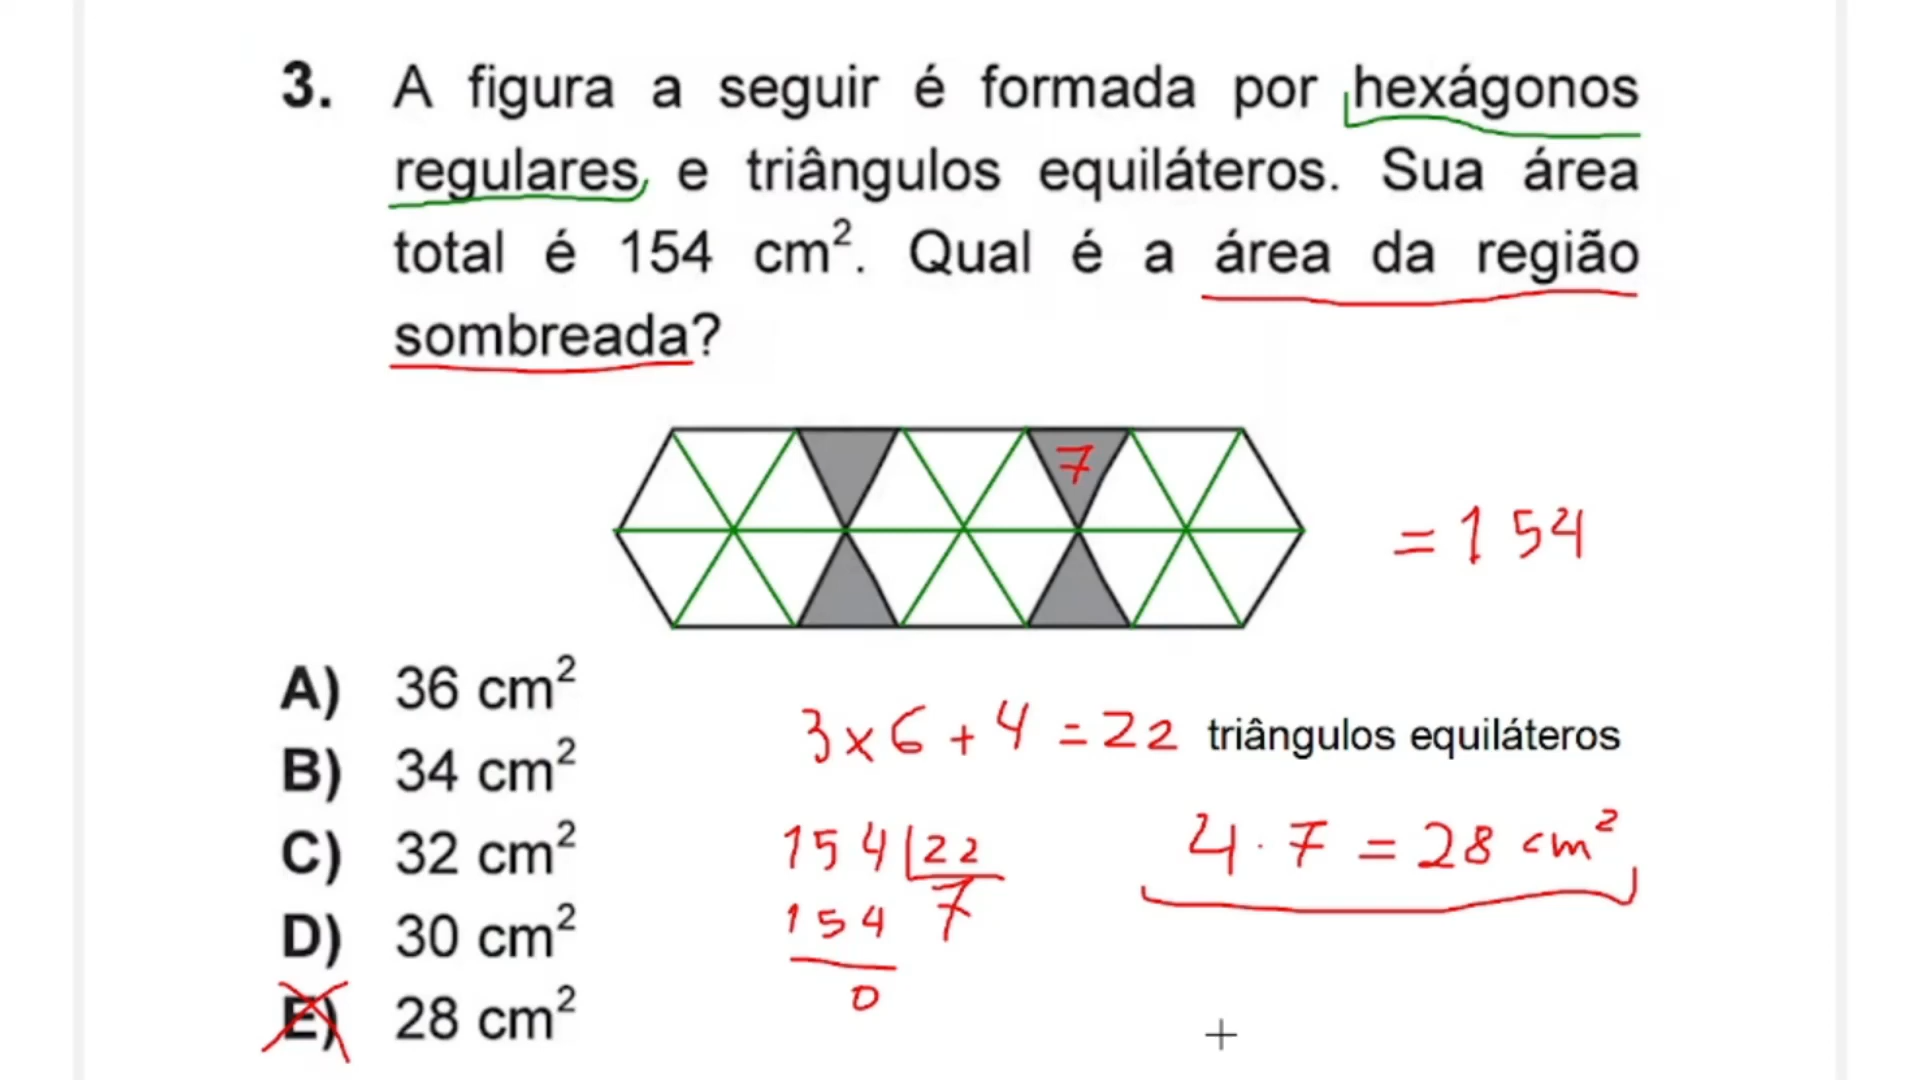 3. A figura a seguir é formada por hexágonos
regulares e triângulos equiláteros. Sua área
total é 154 cm². Qual é a área da região
sombreada?
7
= 154
A) 36 cm²
B) 34 cm²
C) 32 cm²
D) 30 cm²
E) 28 cm²
3 x 6 + 4 = 22 triângulos equiláteros
154 22
154 7
0
4 . 7 = 28 cm²